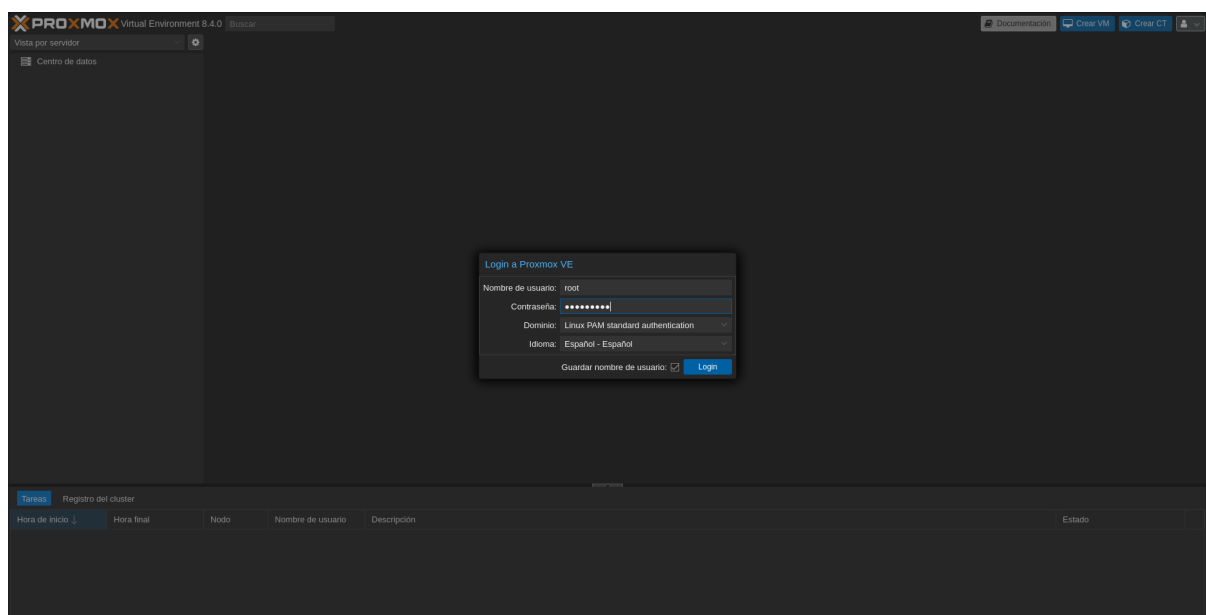 PROXMOX Virtual Environment 8.4.0 Buscar Documentación Crear VM Crear CT
Vista por servidor
Centro de datos
Login a Proxmox VE
Nombre de usuario: root
Contraseña: •••••••••
Dominio: Linux PAM standard authentication
Idioma: Español - Español
Guardar nombre de usuario: Login
Tareas Registro del cluster
Hora de inicio ↓ Hora final Nodo Nombre de usuario Descripción Estado